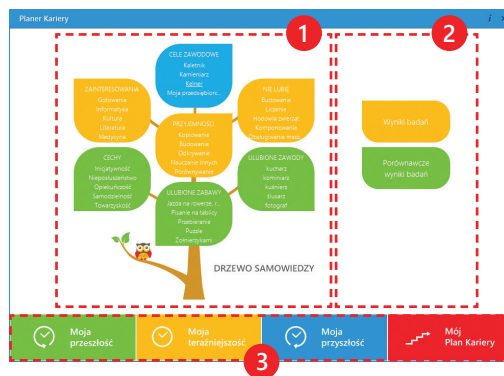 Planer Kariery
i
1
2
CELE ZAWODOWE
Kaletnik
Kamieniarz
Kelner
Moja przedsiębiorc...
ZAINTERESOWANIA
Gotowanie
Informatyka
Kultura
Literatura
Medycyna
NIE LUBIĘ
Budowanie
Liczenie
Hodowla zwierząt
Komponowanie
Obsługiwanie masz
PRZYJEMNOŚCI
Kopiowanie
Budowanie
Odkrywanie
Nauczanie innych
Porównywanie
CECHY
Inicjatywność
Nieposłuszeństwo
Opiekuńczość
Samodzielność
Towarzyskość
ULUBIONE ZAWODY
kucharz
kominiarz
kuśnierz
ślusarz
fotograf
ULUBIONE ZABAWY
Jazda na rowerze, r...
Pisanie na tablicy
Przebieranie
Puzzle
Żołnierzykami
DRZEWO SAMOWIEDZY
Wyniki badań
Porównawcze
wyniki badań
Moja
przeszłość
Moja
teraźniejszość
Moja
przyszłość
Mój
Plan Kariery
3